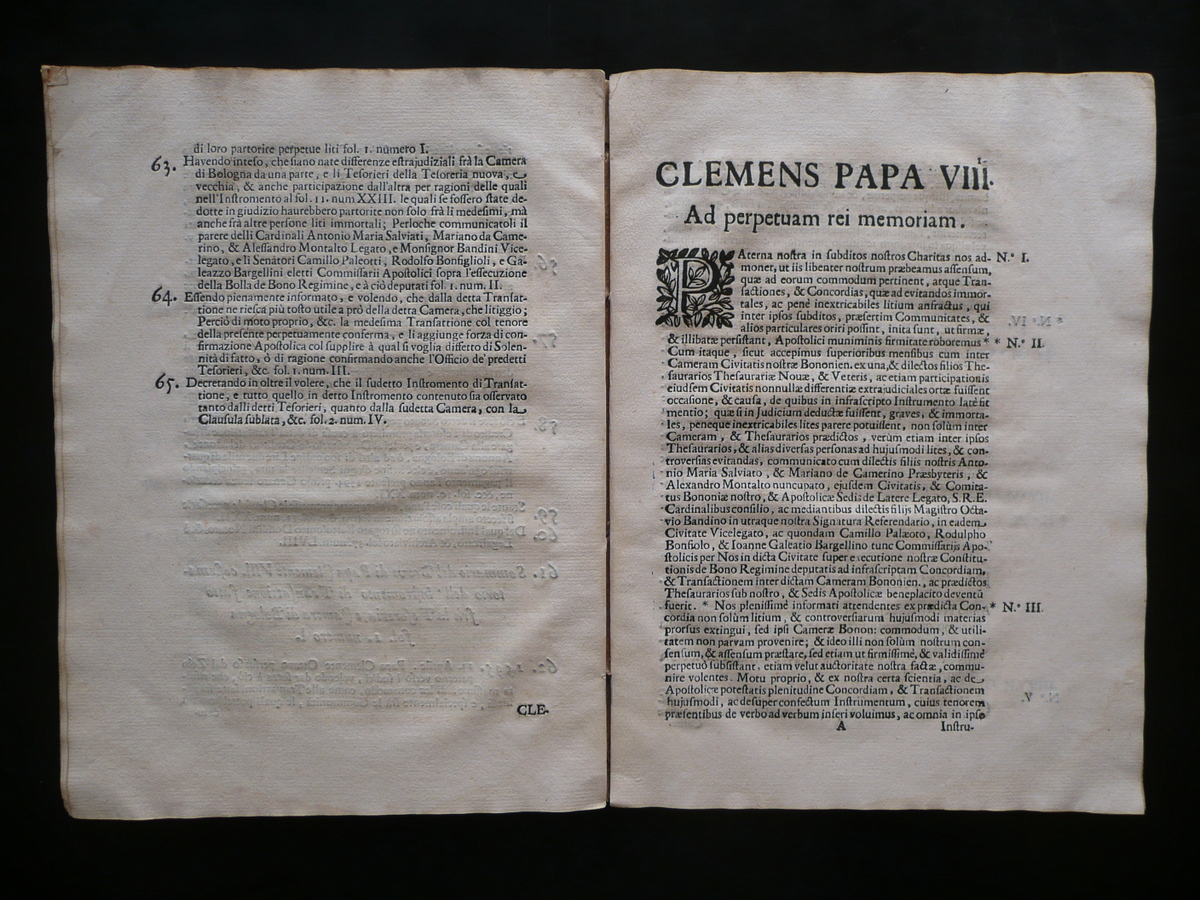 di loro partorire perpetue liti fol. 1. numero I.
63. Havendo inteso, che siano nate differenze estrajudiziali frà la Camera
di Bologna da una parte, e li Tesorieri della Tesoreria nuova, e
vecchia, & anche participazione dall'altra per ragioni delle quali
nell'Instromento al fol. 11. num XXIII. le quali se fossero state de-
dotte in giudizio haurebbero partorite non solo frà li medesimi, mà
anche frà altre persone liti immortali; Perloche communicatoli il
parere delli Cardinali Antonio Maria Salviati, Mariano da Came-
rino, & Alessandro Montalto Legato, e Monsignor Bandini Vice-
legato, e li Senatori Camillo Paleotti, Rodolfo Bonfiglioli, e Ga-
leazzo Bargellini eletti Commissarii Apostolici sopra l'essecuzione
della Bolla de Bono Regimine, e à ciò deputati fol. 1. num. II.
64. Essendo pienamente informato, e volendo, che dalla detta Transat-
tione ne riesca più tosto utile a prò della detta Camera, che litiggio;
Perciò di moto proprio, &c. la medesima Transattione col tenore
della presente perpetuamente conferma, e li aggiunge forza di con-
firmazione Apostolica col supplire à qual si voglia diffetto di Solen-
nità di fatto, ò di ragione confirmando anche l'Officio de' predetti
Tesorieri, &c. fol. 1. num. III.
65. Decretando in oltre il volere, che il sudetto Instromento di Transat-
tione, e tutto quello in detto Instromento contenuto sia osservato
tanto dalli detti Tesorieri, quanto dalla sudetta Camera, con la
Clausula sublata, &c. fol. 2. num. IV.
CLE-
1.
CLEMENS PAPA VIII.
Ad perpetuam rei memoriam.
PAterna nostra in subditos nostros Charitas nos ad- N.° I.
monet, ut iis libenter nostrum præbeamus assensum,
quæ ad eorum commodum pertinent, atque Tran-
sactiones, & Concordias, quæ ad evitandos immor-
tales, ac penè inextricabiles litium anfractus, qui
inter ipsos subditos, præsertim Communitates, &
alios particulares oriri possint, inita sunt, ut firmæ,
& illibatæ persistant, Apostolici muniminis firmitate roboremus * * N.° II.
Cum itaque, sicut accepimus superioribus mensibus cum inter
Cameram Civitatis nostræ Bononien. ex una, & dilectos filios The-
saurarios Thesaurariæ Nouæ, & Veteris, ac etiam participationis
eiusdem Civitatis nonnullæ differentiæ extrajudiciales ortæ fuissent
occasione, & causa, de quibus in infrascripto Instrumento latè fit
mentio; quæ si in Judicium deductæ fuissent, graves, & immorta-
les, peneque inextricabiles lites parere potuissent, non solùm inter
Cameram, & Thesaurarios prædictos, verùm etiam inter ipsos
Thesaurarios, & alias diversas personas ad hujusmodi lites, & con-
troversias evitandas, communicato cum dilectis filiis nostris Anto-
nio Maria Salviato, & Mariano de Camerino Præsbyteris, &
Alexandro Montalto nuncupato, ejusdem Civitatis, & Comita-
tus Bononiæ nostro, & Apostolicæ Sedis de Latere Legato, S.R.E.
Cardinalibus consilio, ac mediantibus dilectis filijs Magistro Octa-
vio Bandino in utraque nostra Signatura Referendario, in eadem
Civitate Vicelegato, ac quondam Camillo Palæoto, Rodulpho
Bonfiolo, & Ioanne Galeatio Bargellino tunc Commissarijs Apo-
stolicis per Nos in dicta Civitate super executione nostræ Constitu-
tionis de Bono Regimine deputatis ad infrascriptam Concordiam,
& Transactionem inter dictam Cameram Bononien., ac prædictos
Thesaurarios sub nostro, & Sedis Apostolicæ beneplacito deventū
fuerit. * Nos plenissimè informati attendentes ex prædicta Con- * N.° III.
cordia non solùm litium, & controversiarum hujusmodi materias
prorsus extingui, sed ipsi Cameræ Bonon: commodum, & utili-
tatem non parvam provenire; & ideo illi non solùm nostrum con-
sensum, & assensum præstare, sed etiam ut firmissimè, & validissimè
perpetuò subsistant, etiam velut auctoritate nostra factæ, commu-
nire volentes. Motu proprio, & ex nostra certa scientia, ac de
Apostolicæ potestatis plenitudine Concordiam, & Transactionem
hujusmodi, ac desuper confectum Instrumentum, cuius tenorem
præsentibus de verbo ad verbum inseri voluimus, ac omnia in ipso
A Instru-